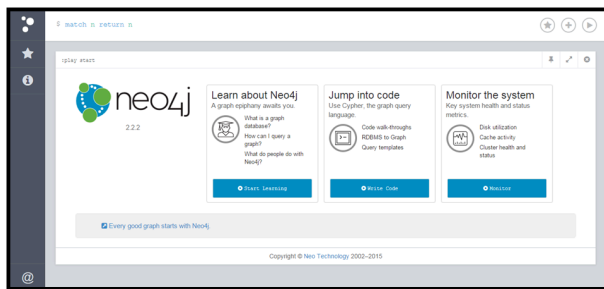 $ match n return n
:play start
neo4j
2.2.2
Learn about Neo4j
A graph epiphany awaits you.
What is a graph
database?
How can I query a
graph?
What do people do with
Neo4j?
Start Learning
Jump into code
Use Cypher, the graph query
language.
Code walk-throughs
RDBMS to Graph
Query templates
Write Code
Monitor the system
Key system health and status
metrics.
Disk utilization
Cache activity
Cluster health and
status
Monitor
Every good graph starts with Neo4j.
Copyright © Neo Technology 2002–2015
@